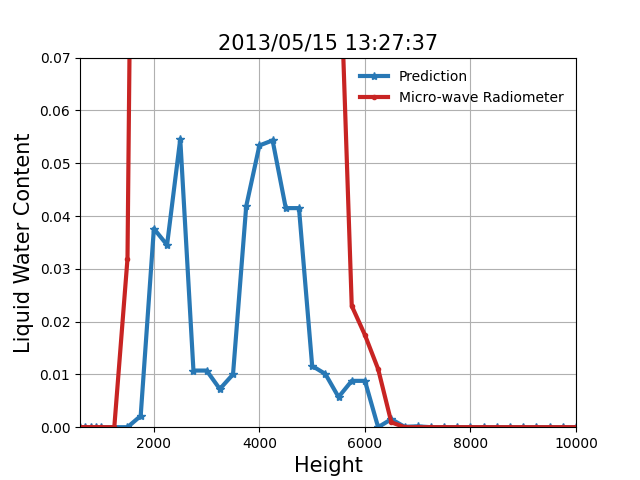 2013/05/15 13:27:37
0.07
0.06
0.05
0.04
0.03
0.02
0.01
0.00
Liquid Water Content
Prediction
Micro-wave Radiometer
2000 4000 6000 8000 10000
Height